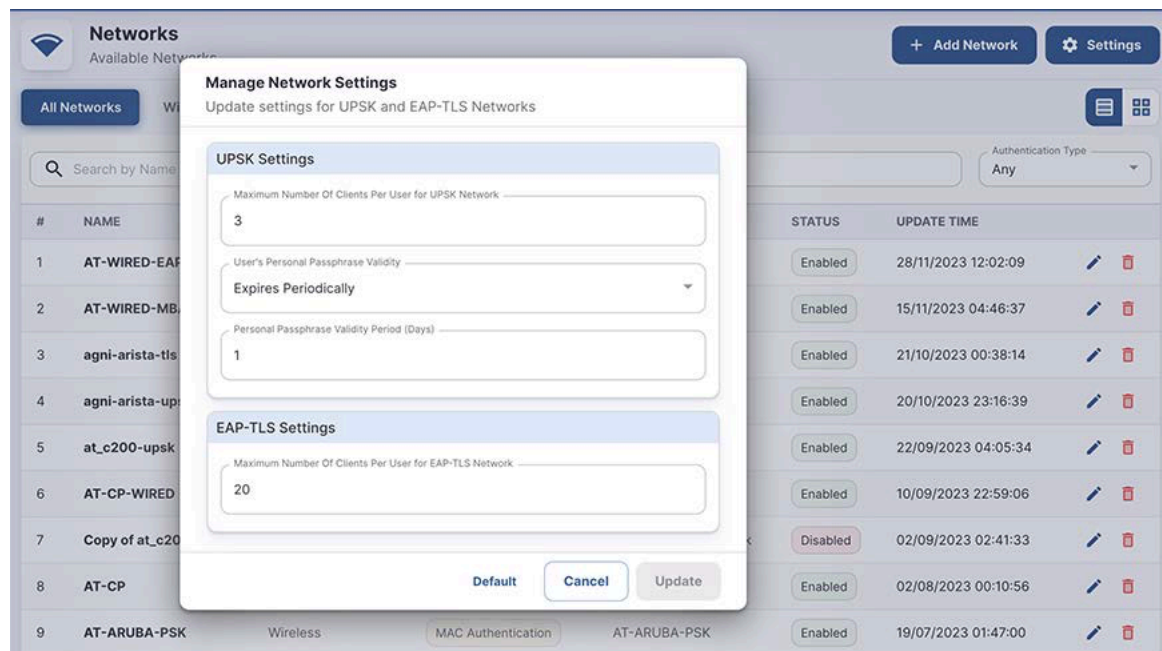 Networks
Available Networks
+ Add Network
Settings
Manage Network Settings
Update settings for UPSK and EAP-TLS Networks
All Networks
UPSK Settings
Search by Name
Maximum Number Of Clients Per User for UPSK Network
3
Authentication Type
Any
# NAME STATUS UPDATE TIME
User's Personal Passphrase Validity
Expires Periodically
Personal Passphrase Validity Period (Days)
1
1 AT-WIRED-EAP Enabled 28/11/2023 12:02:09
2 AT-WIRED-MBA Enabled 15/11/2023 04:46:37
3 agni-arista-tls Enabled 21/10/2023 00:38:14
4 agni-arista-ups Enabled 20/10/2023 23:16:39
EAP-TLS Settings
Maximum Number Of Clients Per User for EAP-TLS Network
20
5 at_c200-upsk Enabled 22/09/2023 04:05:34
6 AT-CP-WIRED Enabled 10/09/2023 22:59:06
7 Copy of at_c20 Disabled 02/09/2023 02:41:33
Default Cancel Update
8 AT-CP Enabled 02/08/2023 00:10:56
9 AT-ARUBA-PSK Wireless MAC Authentication AT-ARUBA-PSK Enabled 19/07/2023 01:47:00